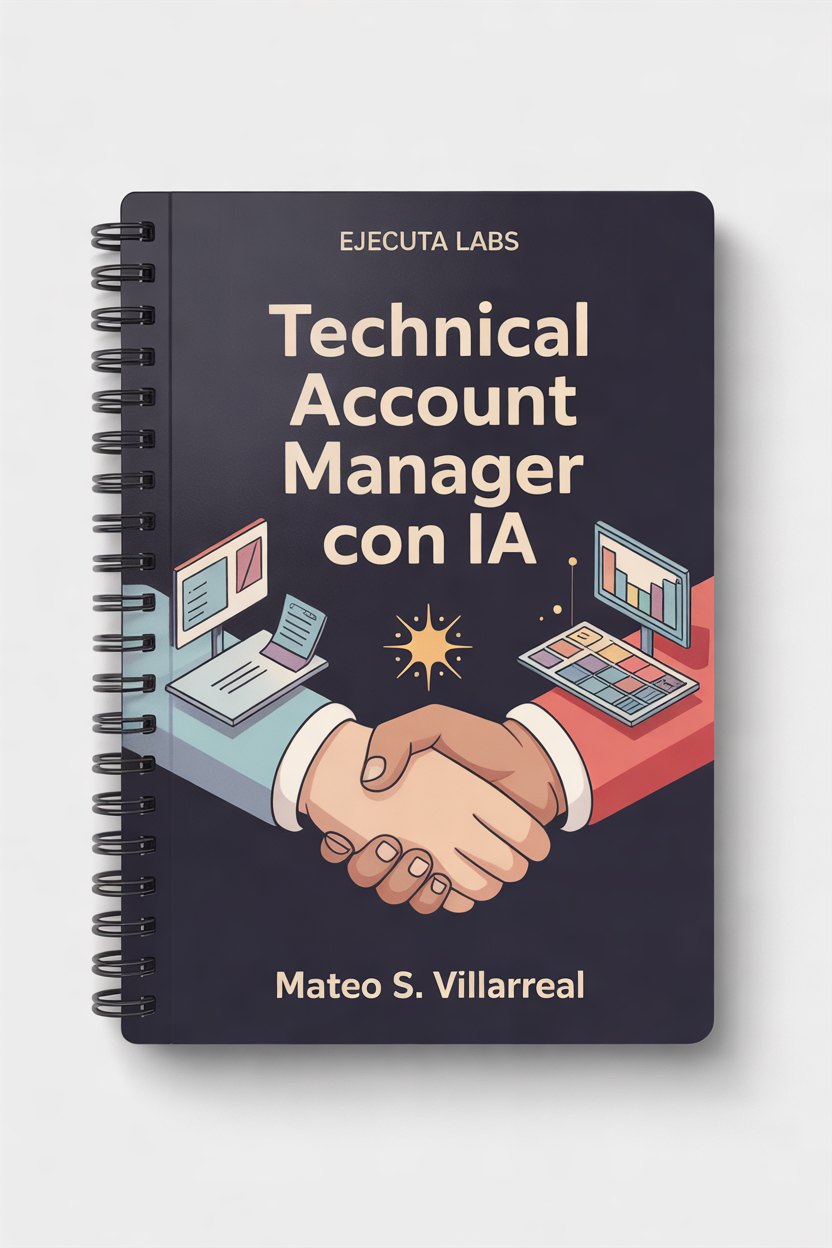 EJECUTA LABS
Technical
Account
Manager
con IA
Mateo S. Villarreal